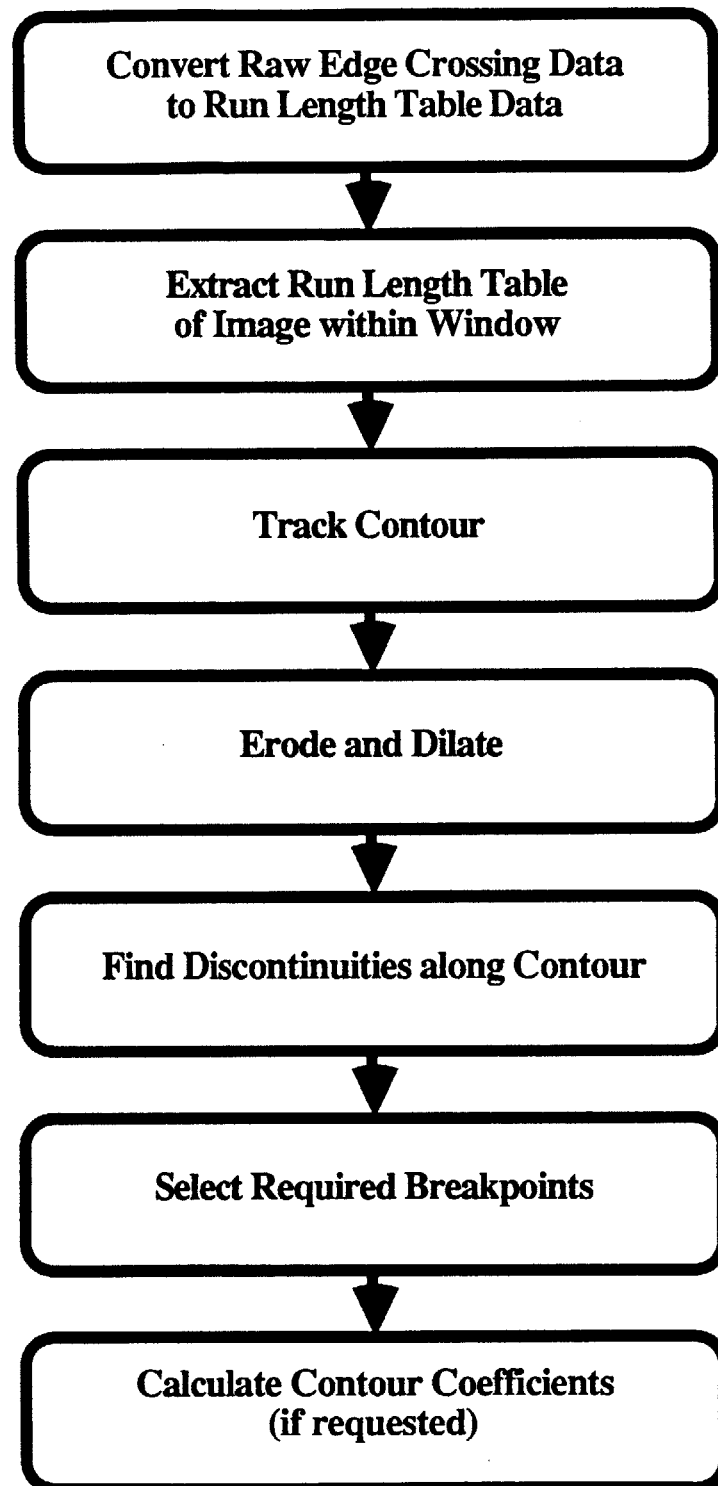 Convert Raw Edge Crossing Data
to Run Length Table Data
Extract Run Length Table
of Image within Window
Track Contour
Erode and Dilate
Find Discontinuities along Contour
Select Required Breakpoints
Calculate Contour Coefficients
(if requested)